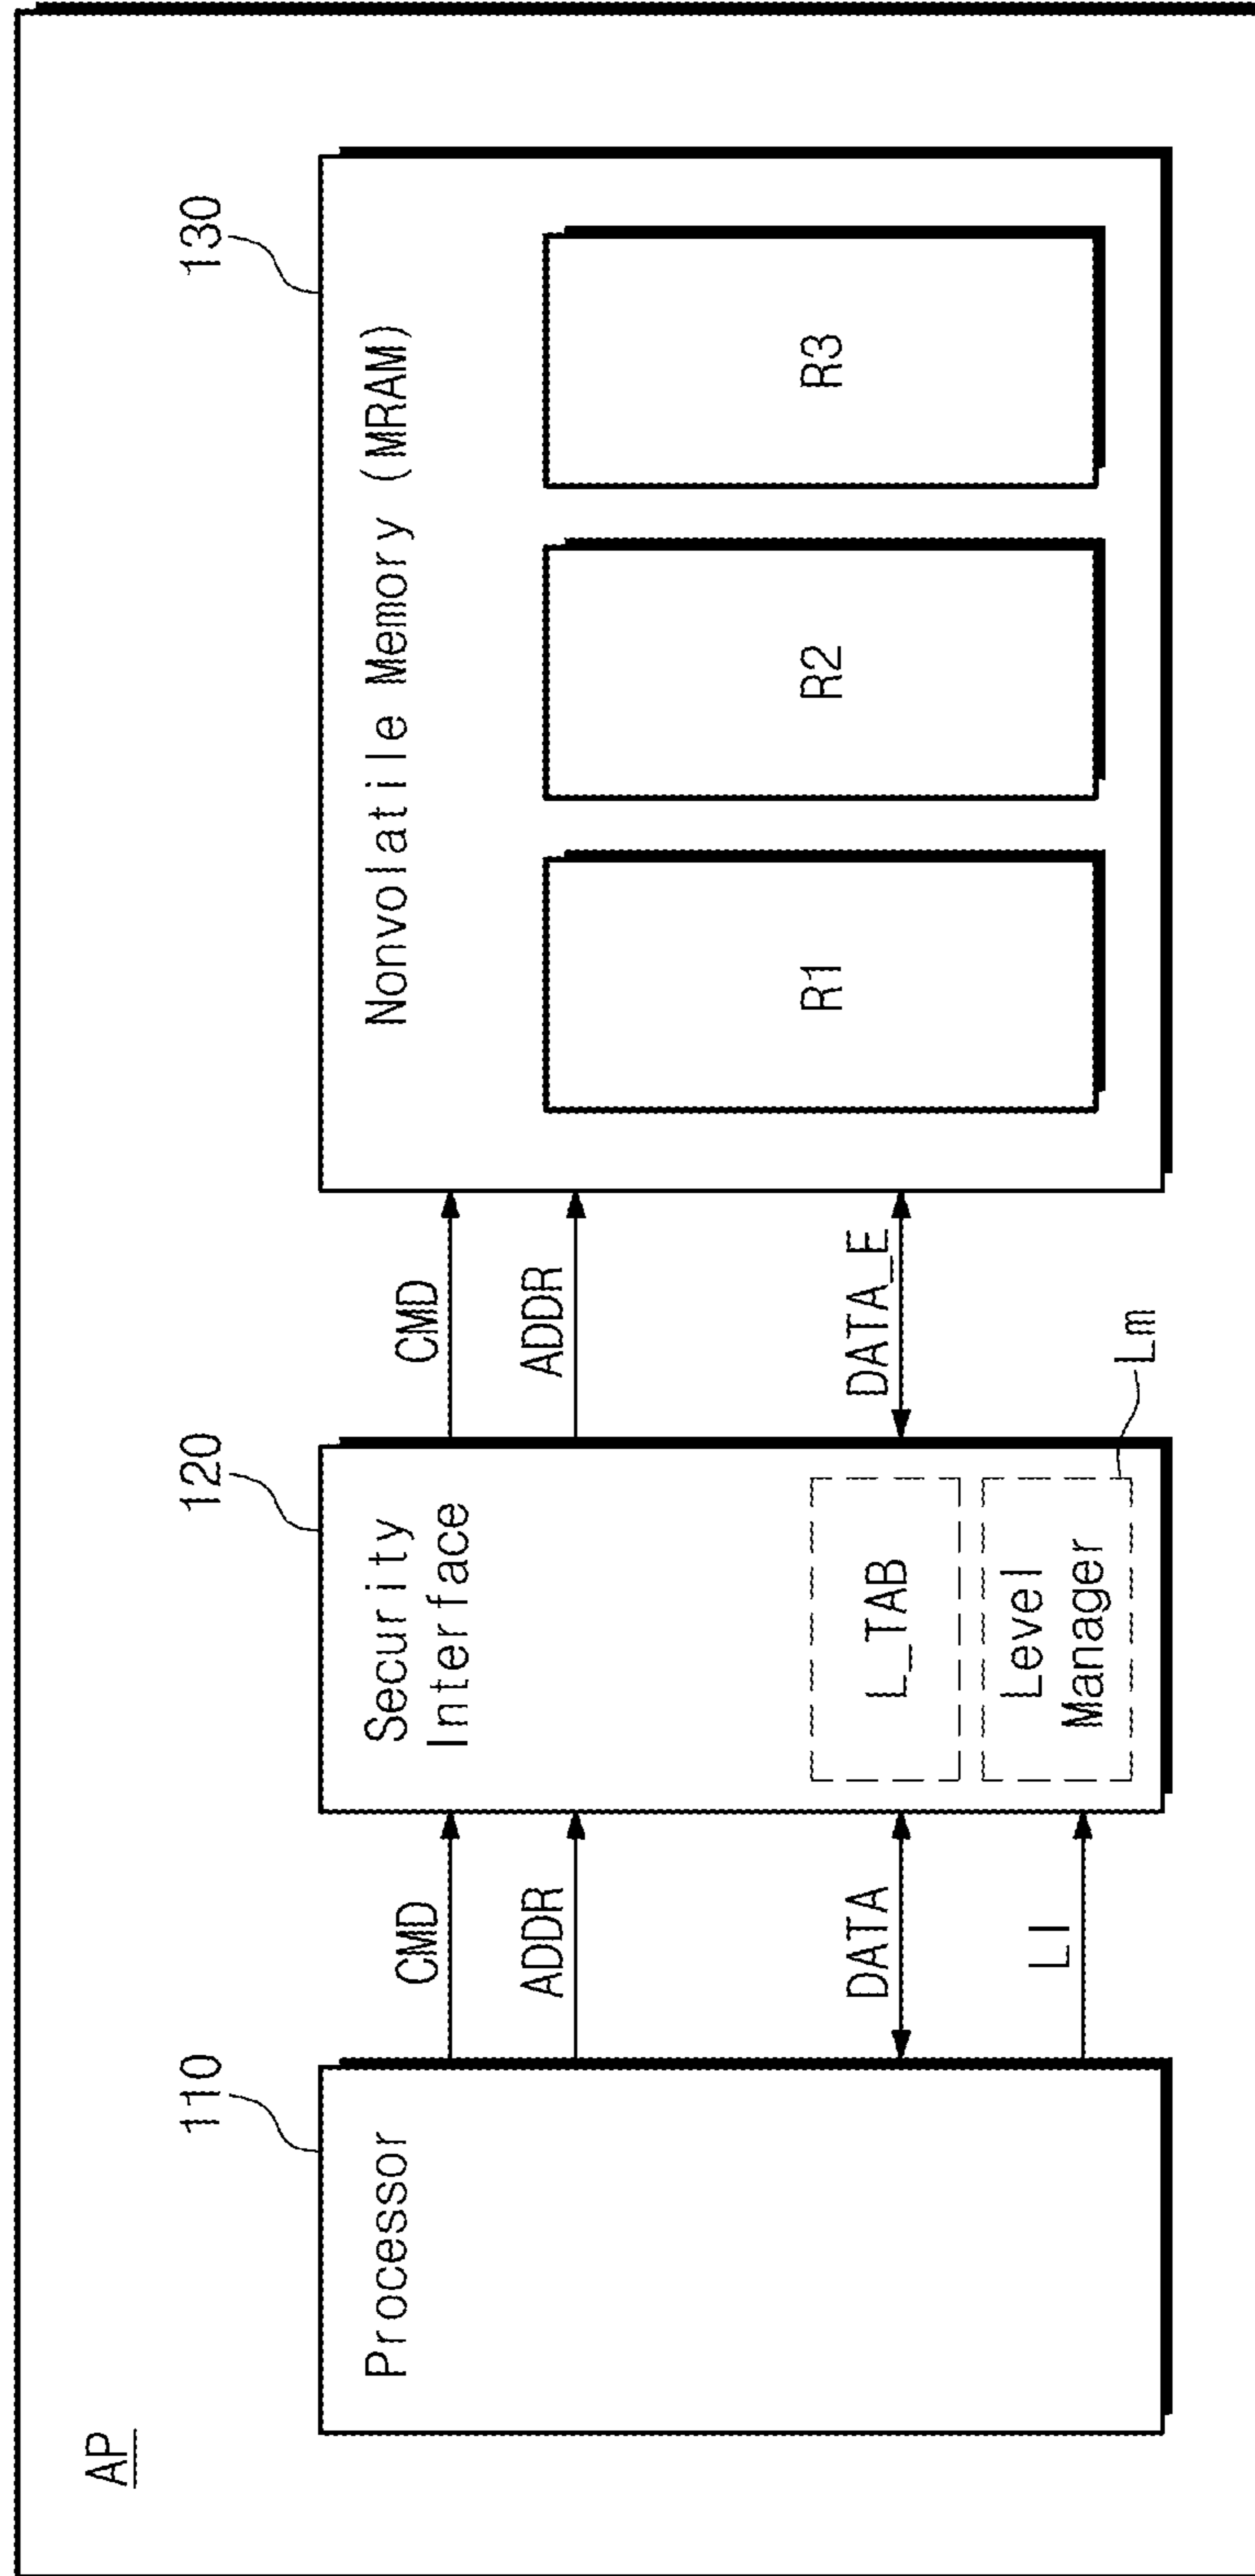 AP
110
120
130
Processor
CMD
ADDR
DATA
LI
Security
Interface
L_TAB
Level
Manager
Lm
CMD
ADDR
DATA_E
Nonvolatile Memory (MRAM)
R1
R2
R3